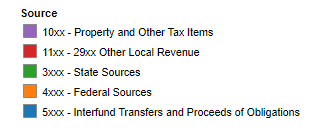 Source
10xx - Property and Other Tax Items
11xx - 29xx Other Local Revenue
3xxx - State Sources
4xxx - Federal Sources
5xxx - Interfund Transfers and Proceeds of Obligations